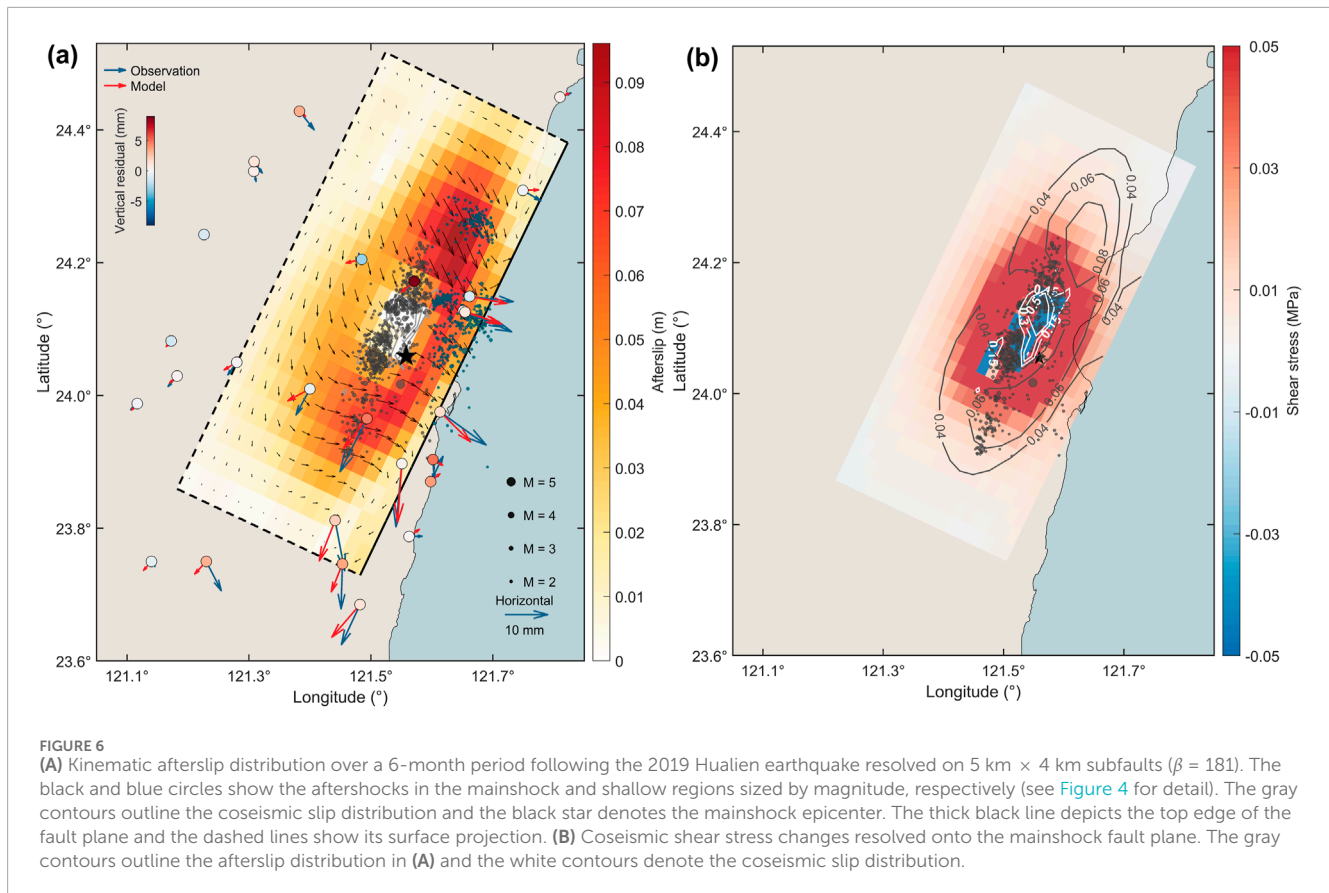 (a)
Observation
Model
Vertical residual (mm)
5
0
-5
24.4°
24.2°
24.0°
23.8°
23.6°
Latitude (°)
121.1°
121.3°
121.5°
121.7°
Longitude (°)
M = 5
M = 4
M = 3
M = 2
Horizontal
10 mm
0.09
0.08
0.07
0.06
0.05
0.04
0.03
0.02
0.01
0
Afterslip (m)
(b)
24.4°
24.2°
24.0°
23.8°
23.6°
Latitude (°)
121.1°
121.3°
121.5°
121.7°
Longitude (°)
0.04
0.06
0.04
0.06
0.08
0.06
0.04
0.04
0.06
0.06
0.04
0.04
0.05
0.03
0.01
-0.01
-0.03
-0.05
Shear stress (MPa)
FIGURE 6
(A) Kinematic afterslip distribution over a 6-month period following the 2019 Hualien earthquake resolved on 5 km × 4 km subfaults (β = 181). The
black and blue circles show the aftershocks in the mainshock and shallow regions sized by magnitude, respectively (see Figure 4 for detail). The gray
contours outline the coseismic slip distribution and the black star denotes the mainshock epicenter. The thick black line depicts the top edge of the
fault plane and the dashed lines show its surface projection. (B) Coseismic shear stress changes resolved onto the mainshock fault plane. The gray
contours outline the afterslip distribution in (A) and the white contours denote the coseismic slip distribution.